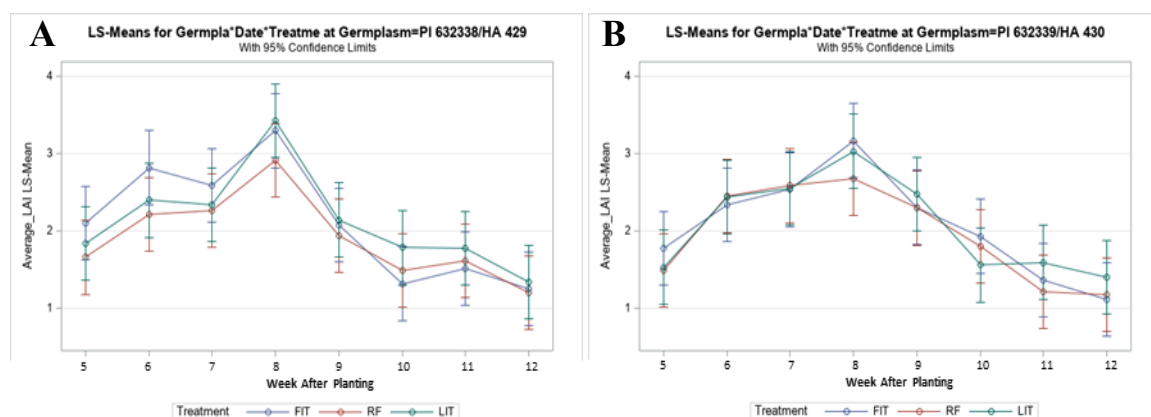 A
LS-Means for Germpla*Date*Treatme at Germplasm=PI 632338/HA 429
With 95% Confidence Limits
Average_LAI LS-Mean
4
3
2
1
5 6 7 8 9 10 11 12
Week After Planting
Treatment FIT RF LIT
B
LS-Means for Germpla*Date*Treatme at Germplasm=PI 632339/HA 430
With 95% Confidence Limits
Average_LAI LS-Mean
4
3
2
1
5 6 7 8 9 10 11 12
Week After Planting
Treatment FIT RF LIT